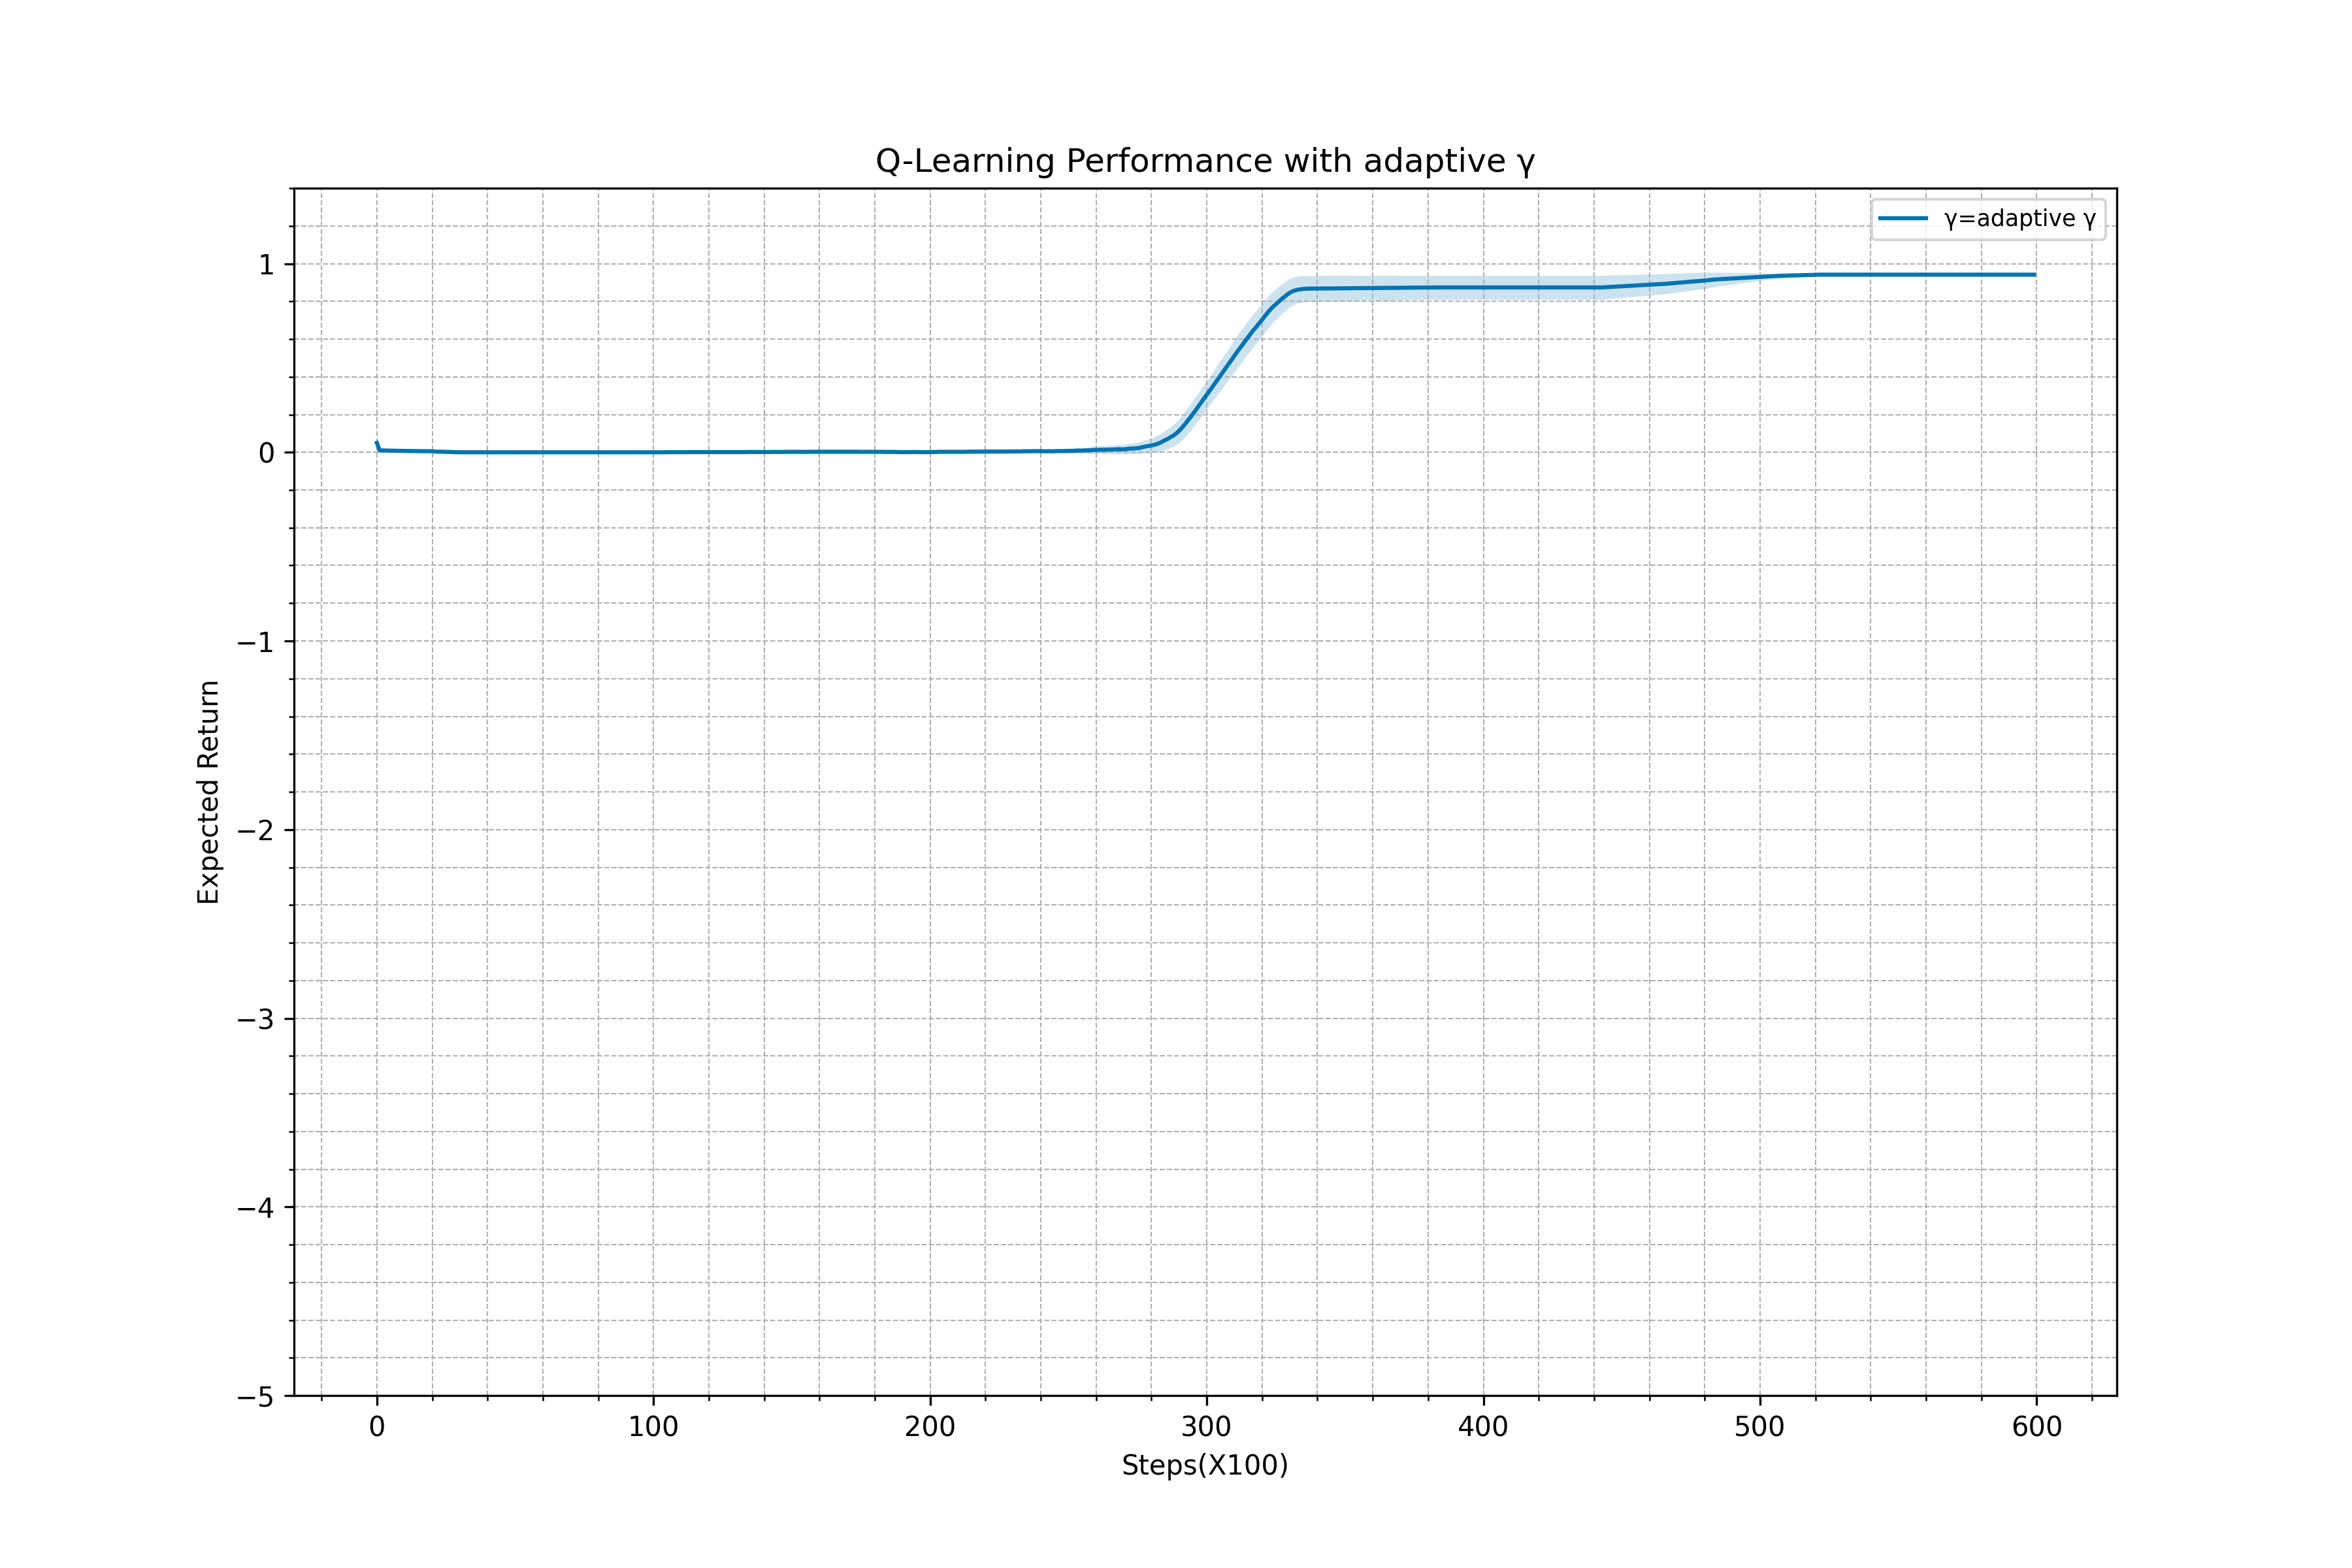 Q-Learning Performance with adaptive γ
γ=adaptive γ
1
0
−1
−2
−3
−4
−5
Expected Return
0 100 200 300 400 500 600
Steps(X100)